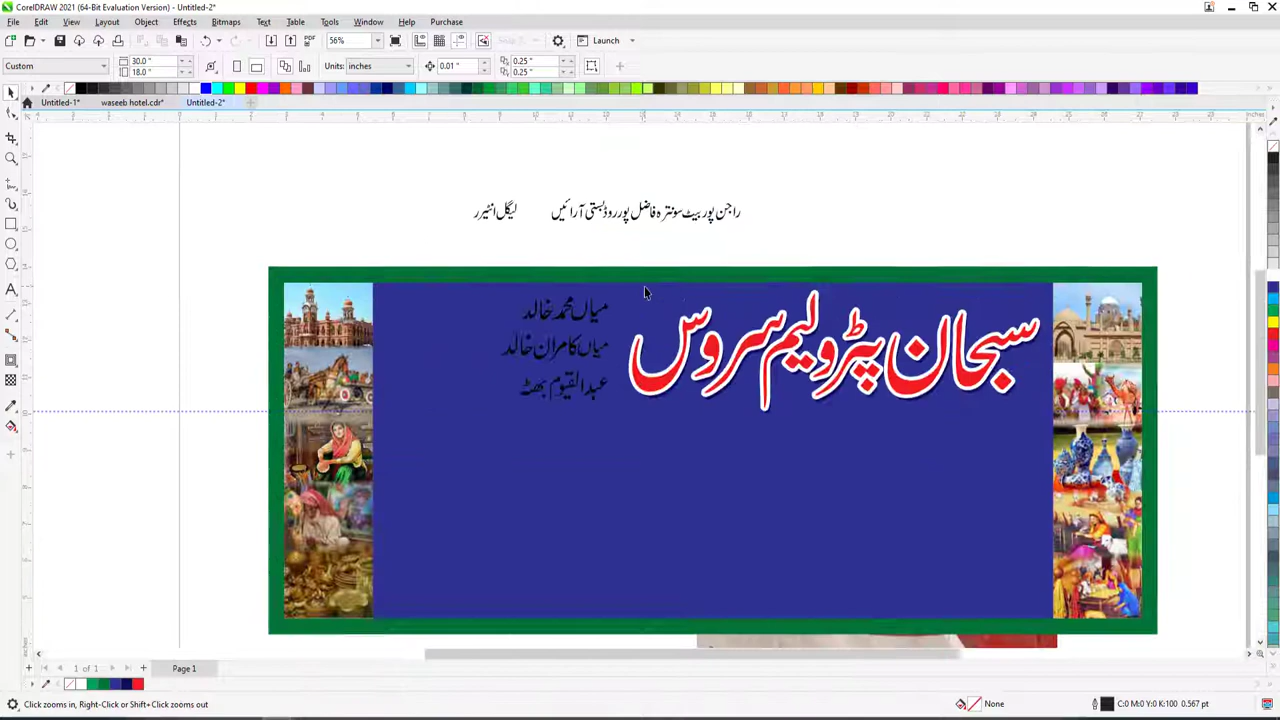 CorelDRAW 2021 (64-Bit Evaluation Version) - Untitled-2*
File Edit View Layout Object Effects Bitmaps Text Table Tools Window Help Purchase
PDF 56% Launch
Custom 30.0 " 18.0 " Units: inches 0.01 " 0.25 " 0.25 "
Untitled-1* waseeb hotel.cdr* Untitled-2*
inches
راجن پور بیٹ سونترہ فاضل پور روڈ بستی آرائیں لیگل انٹیرر
سبحان پٹرولیم سروس
میاں محمد خالد
میاں کامران خالد
عبدالقیوم بھٹہ
1 of 1 Page 1
Click zooms in, Right-Click or Shift+Click zooms out None C:0 M:0 Y:0 K:100 0.567 pt